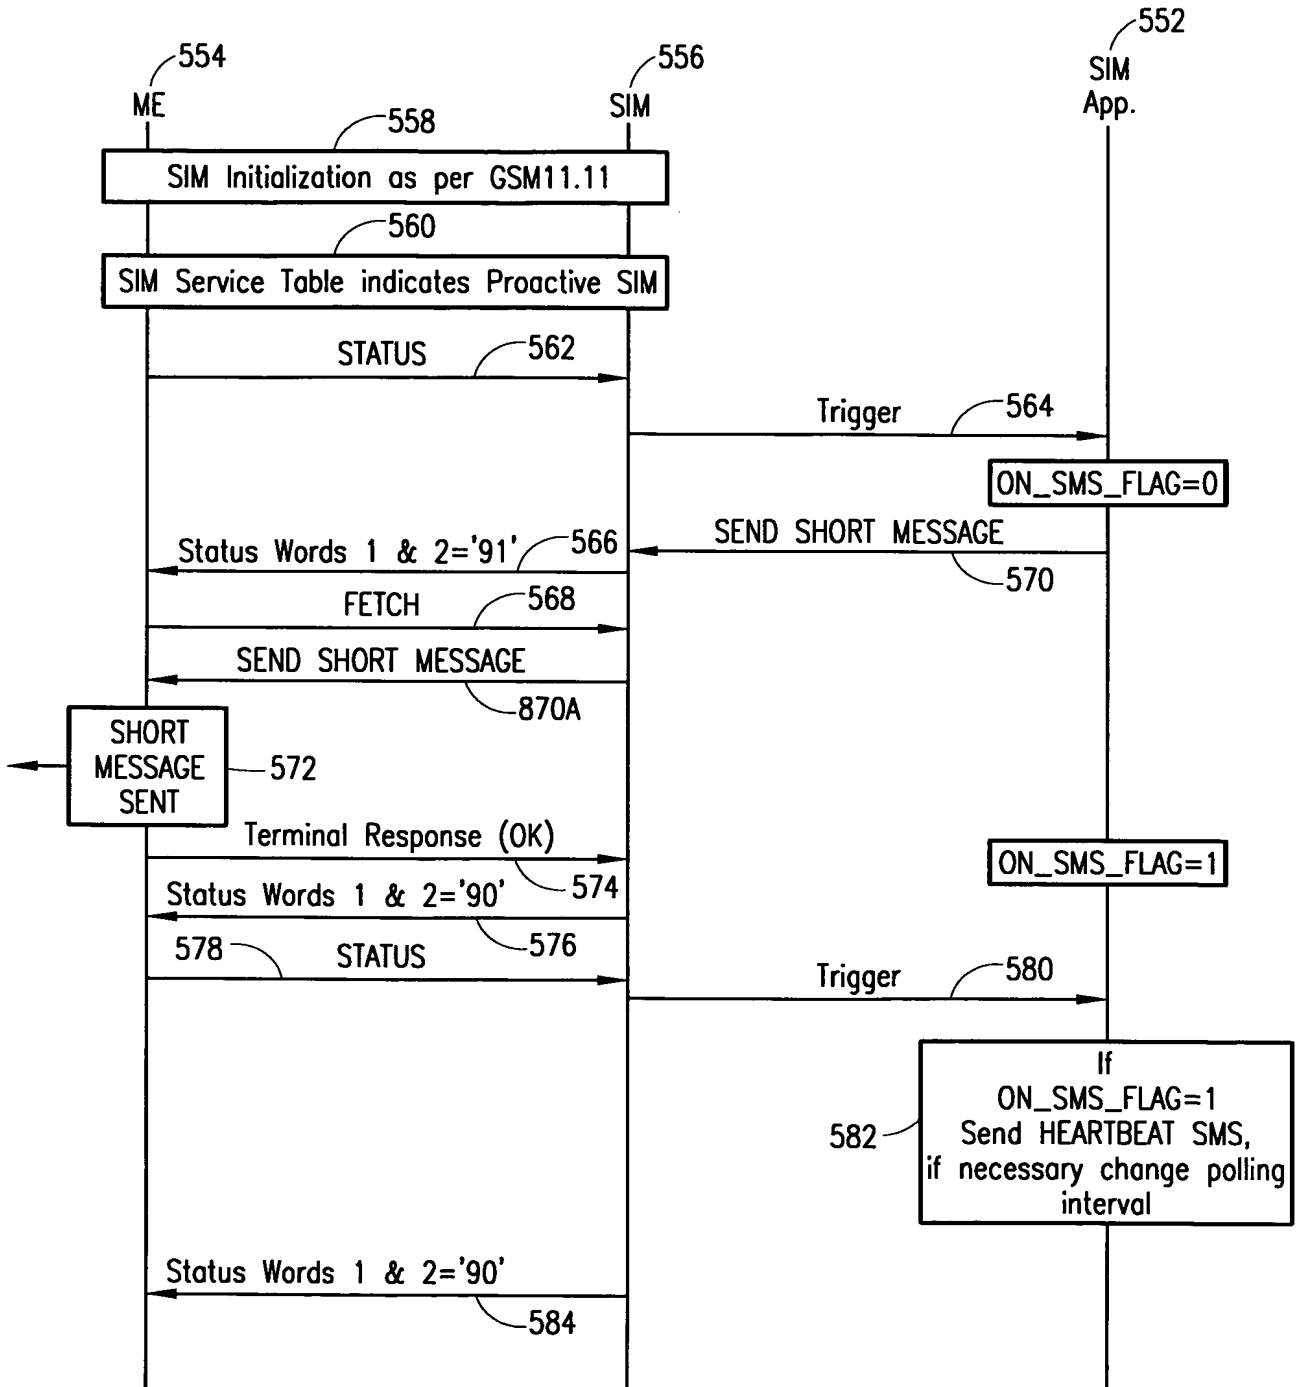 552
554
556
SIM
App.
ME
SIM
558
SIM Initialization as per GSM11.11
560
SIM Service Table indicates Proactive SIM
STATUS
562
Trigger
564
ON_SMS_FLAG=0
SEND SHORT MESSAGE
570
Status Words 1 & 2='91'
566
FETCH
568
SEND SHORT MESSAGE
870A
SHORT
MESSAGE
SENT
572
Terminal Response (OK)
574
ON_SMS_FLAG=1
Status Words 1 & 2='90'
576
578
STATUS
Trigger
580
If
ON_SMS_FLAG=1
Send HEARTBEAT SMS,
if necessary change polling
interval
582
Status Words 1 & 2='90'
584